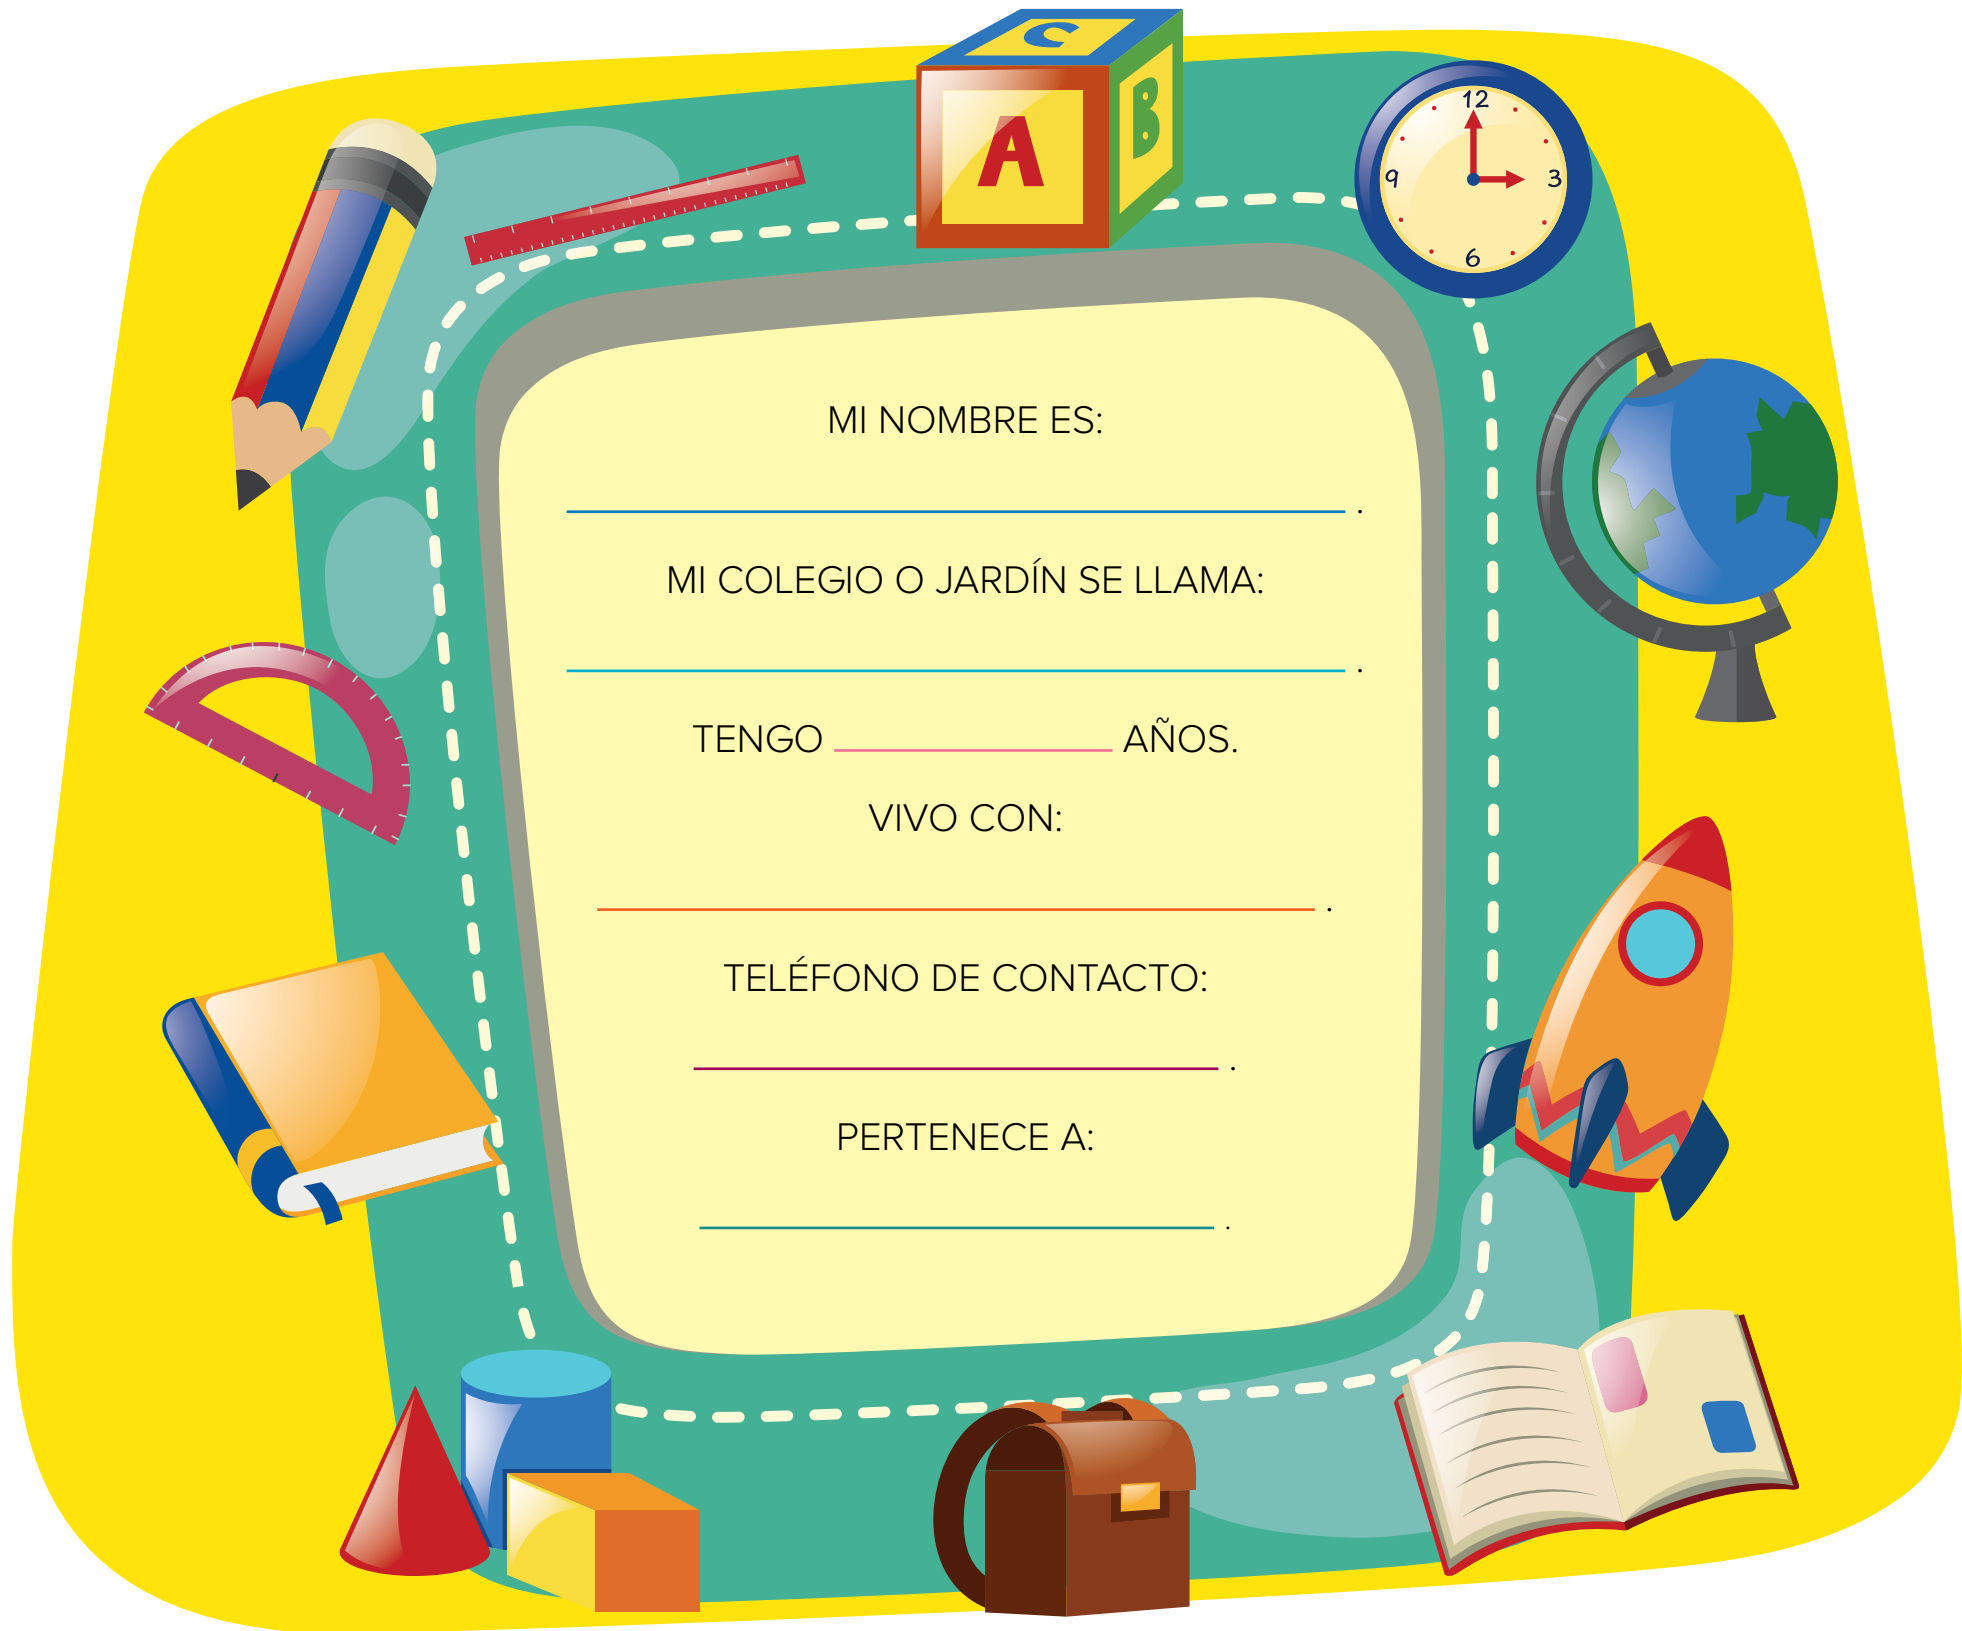 C
A
B
12
9
3
6
MI NOMBRE ES:
.
MI COLEGIO O JARDÍN SE LLAMA:
.
TENGO ____________ AÑOS.
VIVO CON:
.
TELÉFONO DE CONTACTO:
.
PERTENECE A:
.